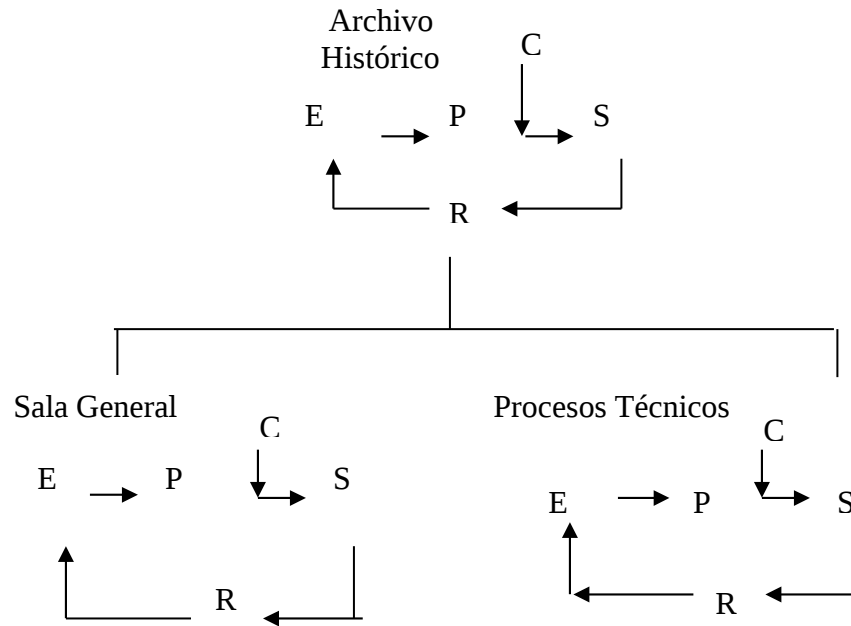 Archivo
Histórico
C
E P S
R
Sala General
C
E P S
R
Procesos Técnicos
C
E P S
R